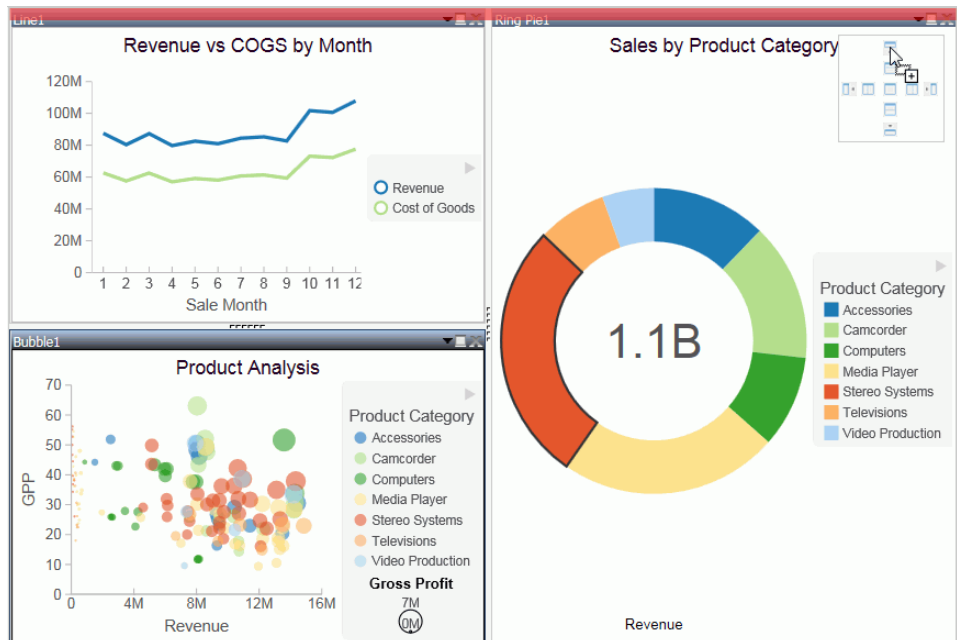 Line1
Revenue vs COGS by Month
120M
100M
80M
60M
40M
20M
0
1 2 3 4 5 6 7 8 9 10 11 12
Sale Month
Revenue
Cost of Goods
Bubble1
Product Analysis
GPP
70
60
50
40
30
20
10
0
0 4M 8M 12M 16M
Revenue
Product Category
Accessories
Camcorder
Computers
Media Player
Stereo Systems
Televisions
Video Production
Gross Profit
7M
0M
Ring Pie1
Sales by Product Category
1.1B
Product Category
Accessories
Camcorder
Computers
Media Player
Stereo Systems
Televisions
Video Production
Revenue